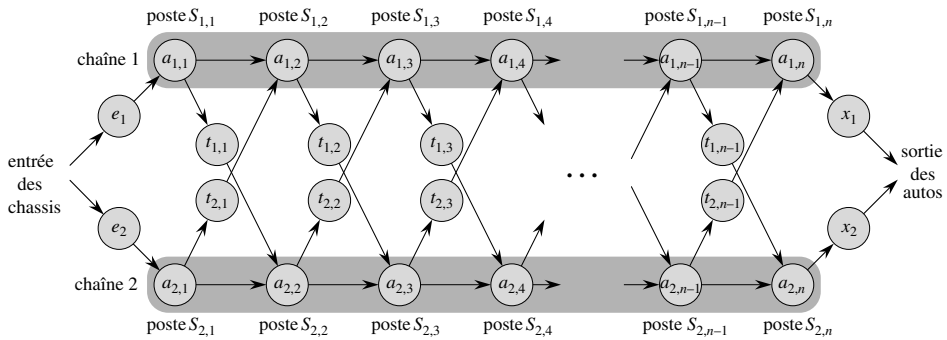 poste S1,1 poste S1,2 poste S1,3 poste S1,4 poste S1,n–1 poste S1,n
chaîne 1 a1,1 a1,2 a1,3 a1,4 a1,n–1 a1,n
e1 x1
t1,1 t1,2 t1,3 t1,n–1
entrée
des
chassis
...
sortie
des
autos
t2,1 t2,2 t2,3 t2,n–1
e2 x2
chaîne 2 a2,1 a2,2 a2,3 a2,4 a2,n–1 a2,n
poste S2,1 poste S2,2 poste S2,3 poste S2,4 poste S2,n–1 poste S2,n